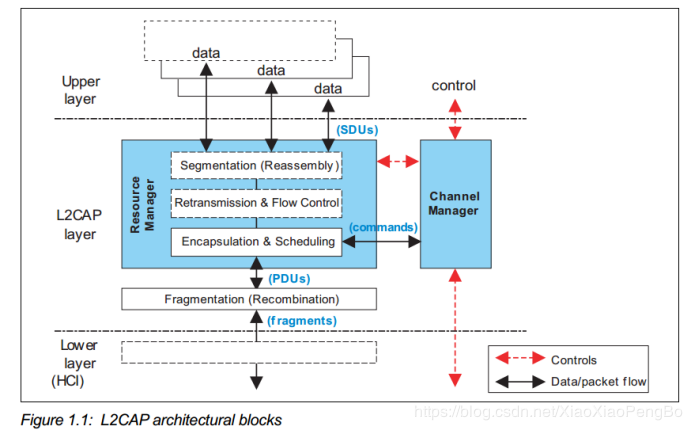 data
data
data
Upper
layer
control
(SDUs)
Resource
Manager
Segmentation (Reassembly)
Retransmission & Flow Control
Encapsulation & Scheduling
Channel
Manager
L2CAP
layer
(commands)
(PDUs)
Fragmentation (Recombination)
(fragments)
Lower
layer
(HCI)
Controls
Data/packet flow
Figure 1.1: L2CAP architectural blocks
https://blog.csdn.net/XiaoXiaoPengBo